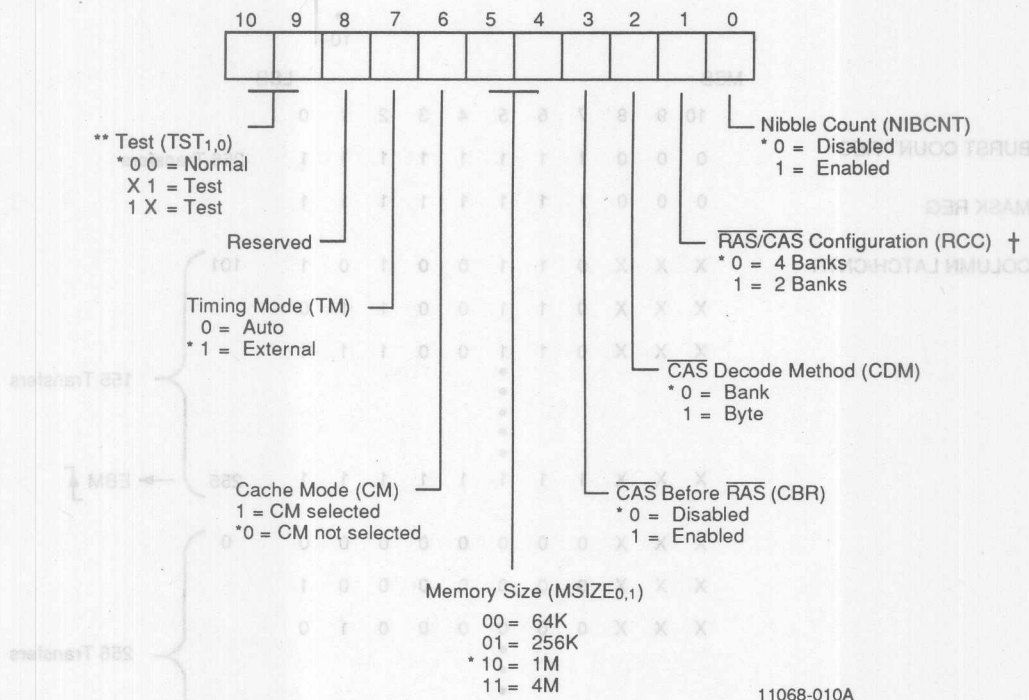 10 9 8 7 6 5 4 3 2 1 0
** Test (TST1,0)
* 0 0 = Normal
X 1 = Test
1 X = Test
Reserved
Timing Mode (TM)
0 = Auto
* 1 = External
Cache Mode (CM)
1 = CM selected
*0 = CM not selected
Memory Size (MSIZE0,1)
00 = 64K
01 = 256K
* 10 = 1M
11 = 4M
Nibble Count (NIBCNT)
* 0 = Disabled
1 = Enabled
RAS/CAS Configuration (RCC) †
* 0 = 4 Banks
1 = 2 Banks
CAS Decode Method (CDM)
* 0 = Bank
1 = Byte
CAS Before RAS (CBR)
* 0 = Disabled
1 = Enabled
11068-010A